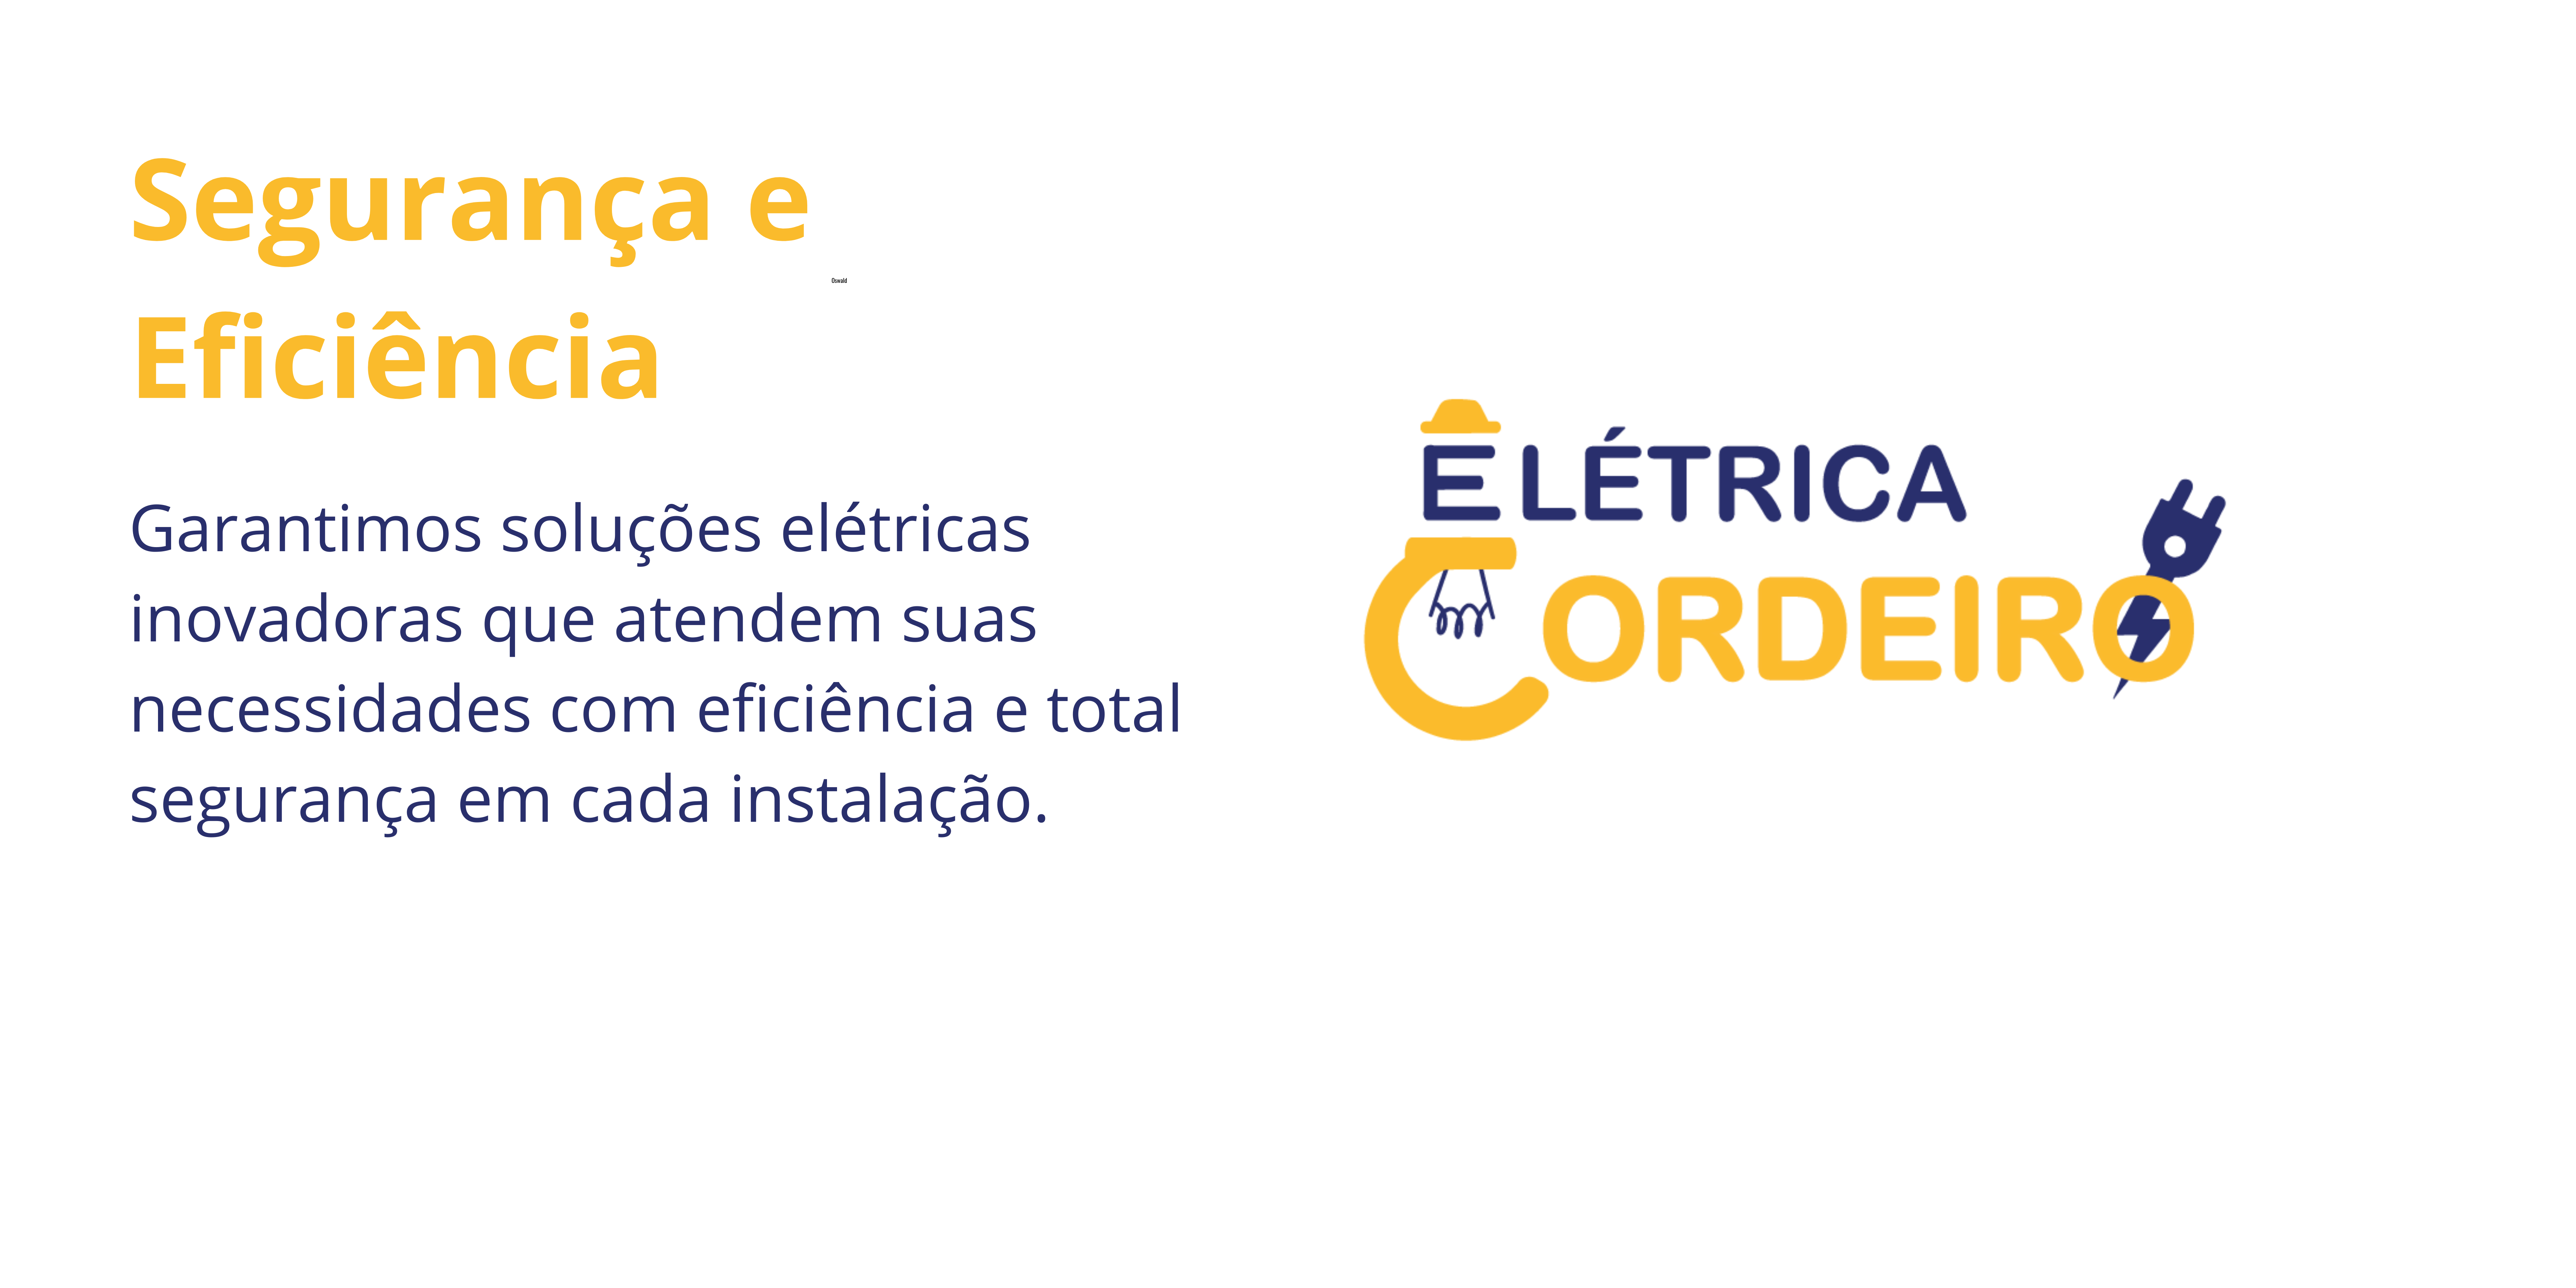 Segurança e
Oswald
Eficiência
Garantimos soluções elétricas
inovadoras que atendem suas
necessidades com eficiência e total
segurança em cada instalação.
ELÉTRICA
CORDEIRO